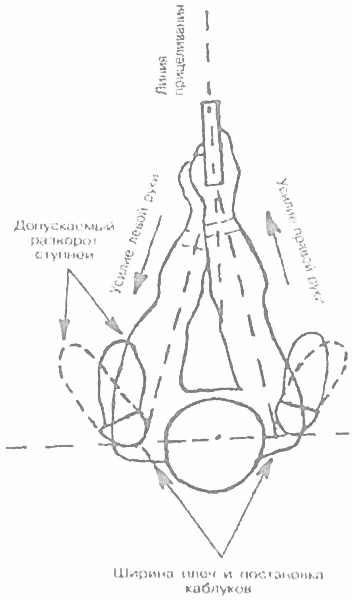 Линия
прицеливания
Допускаемый
разворот
ступней
Усилие левой руки
Усилие правой руки
Ширина плеч и постановка
каблуков